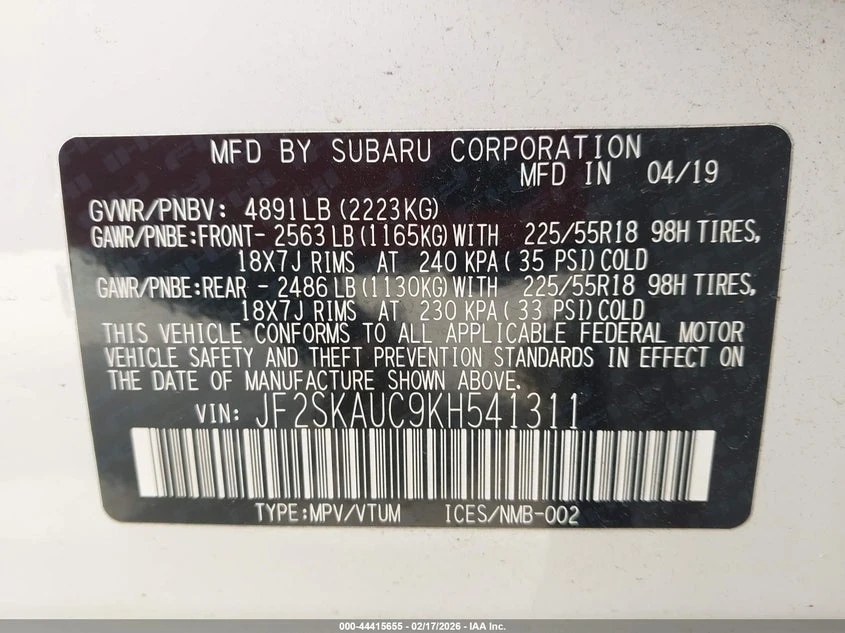 MFD BY SUBARU CORPORATION
MFD IN 04/19
GVWR/PNBV: 4891LB (2223KG)
GAWR/PNBE:FRONT- 2563 LB (1165KG) WITH 225/55R18 98H TIRES,
18X7J RIMS AT 240 KPA ( 35 PSI) COLD
GAWR/PNBE:REAR - 2486 LB (1130KG) WITH 225/55R18 98H TIRES,
18X7J RIMS AT 230 KPA ( 33 PSI) COLD
THIS VEHICLE CONFORMS TO ALL APPLICABLE FEDERAL MOTOR
VEHICLE SAFETY AND THEFT PREVENTION STANDARDS IN EFFECT ON
THE DATE OF MANUFACTURE SHOWN ABOVE.
VIN: JF2SKAUC9KH541311
TYPE:MPV/VTUM ICES/NMB-002
000-44415655 - 02/17/2026 - IAA Inc.